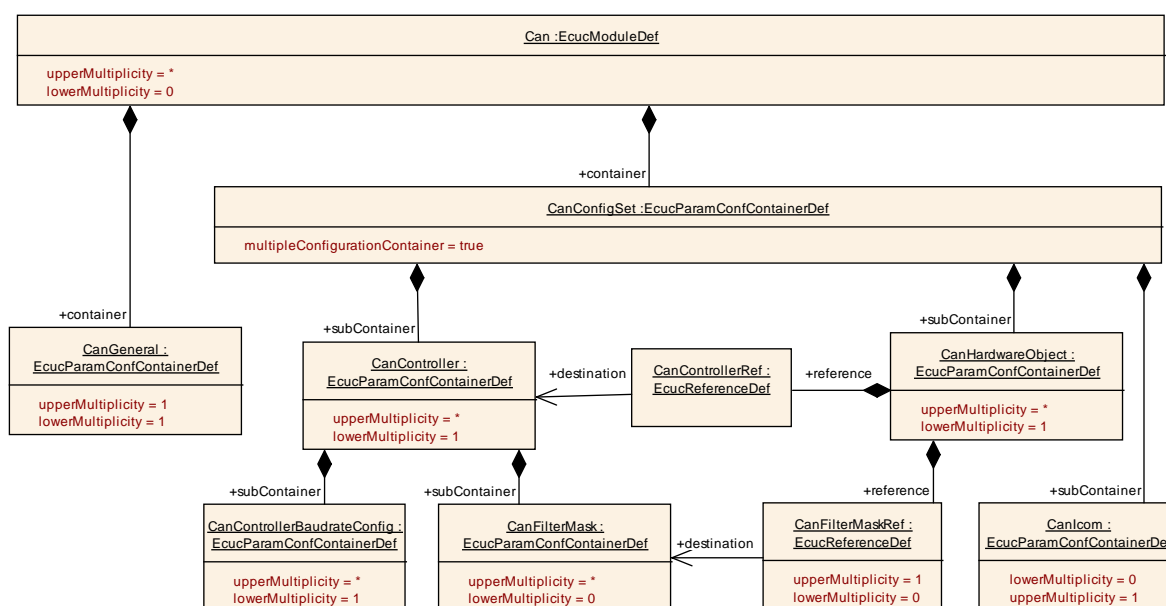 Can :EcucModuleDef
upperMultiplicity = *
lowerMultiplicity = 0
+container
CanConfigSet :EcucParamConfContainerDef
multipleConfigurationContainer = true
+container
CanGeneral :
EcucParamConfContainerDef
upperMultiplicity = 1
lowerMultiplicity = 1
+subContainer
CanController :
EcucParamConfContainerDef
upperMultiplicity = *
lowerMultiplicity = 1
+destination
CanControllerRef :
EcucReferenceDef
+reference
+subContainer
CanHardwareObject :
EcucParamConfContainerDef
upperMultiplicity = *
lowerMultiplicity = 1
+subContainer
CanControllerBaudrateConfig :
EcucParamConfContainerDef
upperMultiplicity = *
lowerMultiplicity = 1
+subContainer
CanFilterMask :
EcucParamConfContainerDef
upperMultiplicity = *
lowerMultiplicity = 0
+destination
+reference
CanFilterMaskRef :
EcucReferenceDef
upperMultiplicity = 1
lowerMultiplicity = 0
+subContainer
CanIcom :
EcucParamConfContainerDe
lowerMultiplicity = 0
upperMultiplicity = 1